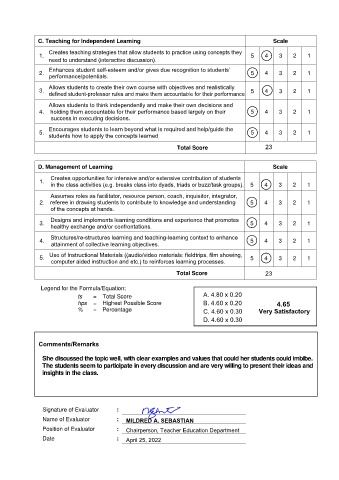 C. Teaching for Independent Learning Scale
1. Creates teaching strategies that allow students to practice using concepts they 5 4 3 2 1
need to understand (interactive discussion).
2. Enhances student self-esteem and/or gives due recognition to students' 5 4 3 2 1
performance/potentials.
3. Allows students to create their own course with objectives and realistically 5 4 3 2 1
defined student-professor rules and make them accountable for their performance
4. Allows students to think independently and make their own decisions and 5 4 3 2 1
holding them accountable for their performance based largely on their
success in executing decisions.
5. Encourages students to learn beyond what is required and help/guide the 5 4 3 2 1
students how to apply the concepts learned
Total Score 23
D. Management of Learning Scale
1. Creates opportunities for intensive and/or extensive contribution of students 5 4 3 2 1
in the class activities (e.g. breaks class into dyads, triads or buzz/task groups).
2. Assumes roles as facilitator, resource person, coach, inquisitor, integrator, 5 4 3 2 1
referee in drawing students to contribute to knowledge and understanding
of the concepts at hands.
3. Designs and implements learning conditions and experience that promotes 5 4 3 2 1
healthy exchange and/or confrontations.
4. Structures/re-structures learning and teaching-learning context to enhance 5 4 3 2 1
attainment of collective learning objectives.
5. Use of Instructional Materials ((audio/video materials: fieldtrips, film showing, 5 4 3 2 1
computer aided instruction and etc.) to reinforces learning processes.
Total Score 23
Legend for the Formula/Equation:
ts = Total Score
hps = Highest Possible Score
% = Percentage
A. 4.80 x 0.20
B. 4.60 x 0.20
C. 4.60 x 0.30
D. 4.60 x 0.30
4.65
Very Satisfactory
Comments/Remarks
She discussed the topic well, with clear examples and values that could her students could imbibe.
The students seem to participate in every discussion and are very willing to present their ideas and
insights in the class.
Signature of Evaluator :
Name of Evaluator : MILDRED A. SEBASTIAN
Position of Evaluator : Chairperson, Teacher Education Department
Date : April 25, 2022